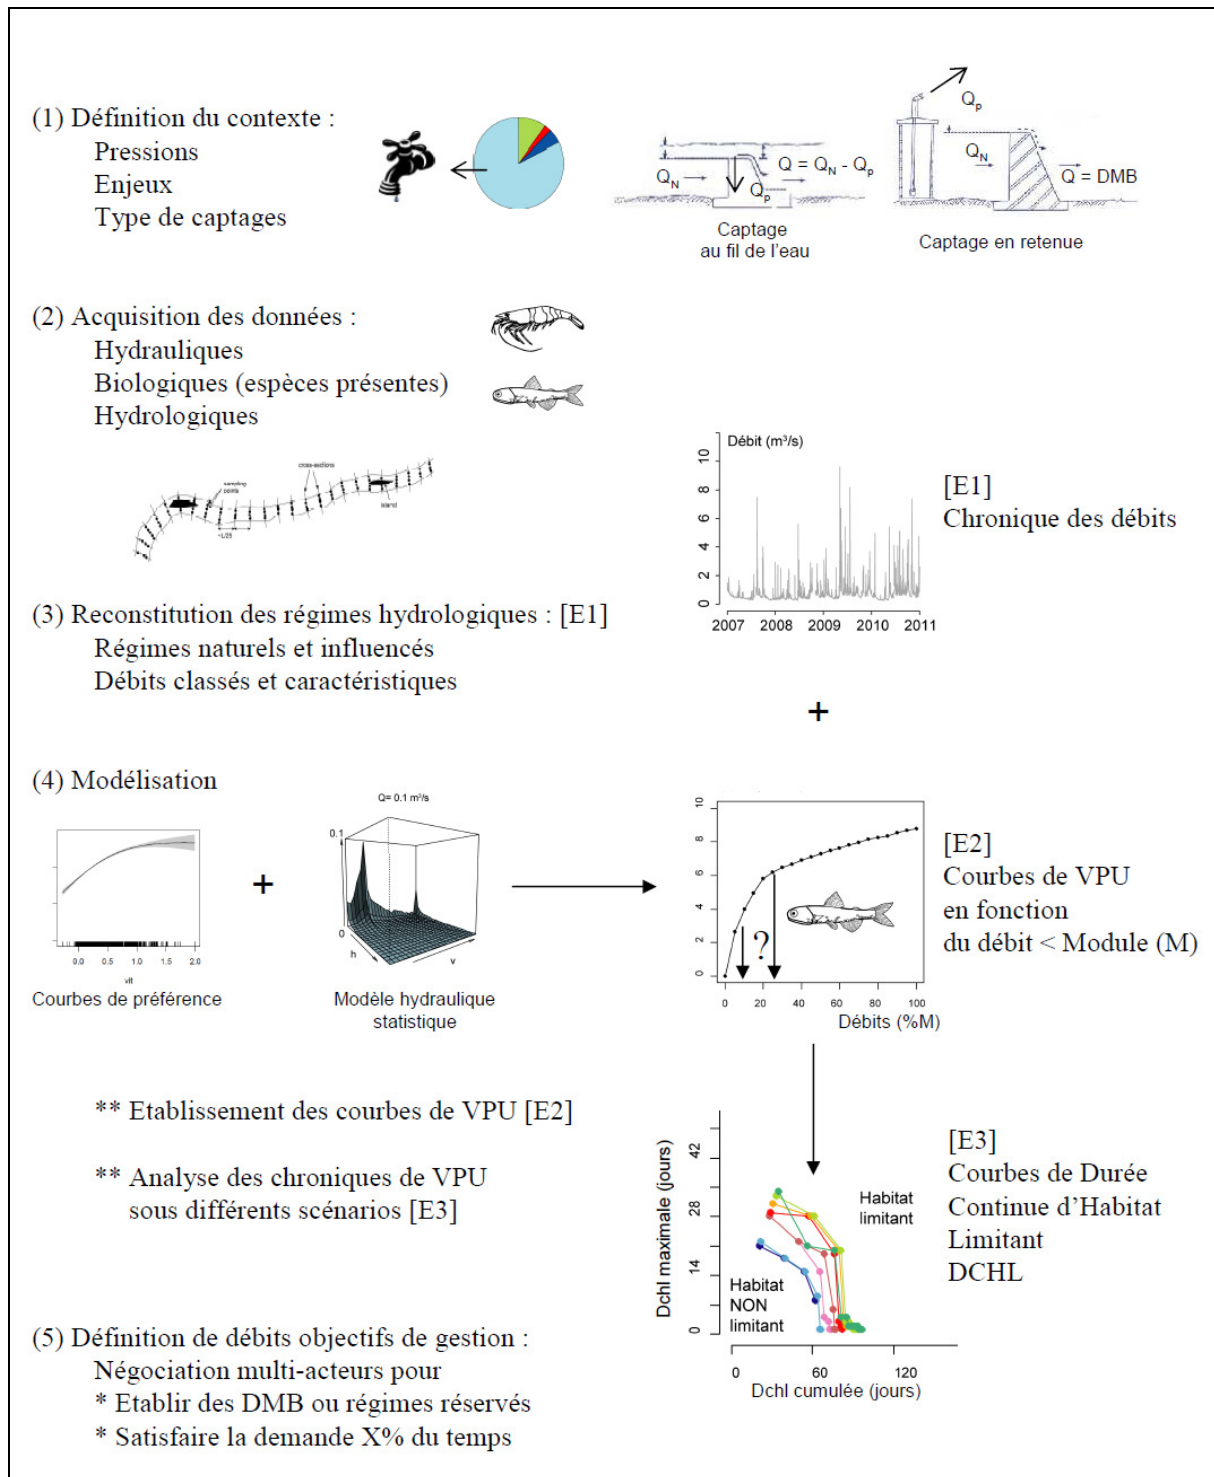 (1) Définition du contexte :
Pressions
Enjeux
Type de captages
Q_N
Q_p
Q = Q_N - Q_p
Captage
au fil de l'eau
Q_p
Q_N
Q = DMB
Captage en retenue
(2) Acquisition des données :
Hydrauliques
Biologiques (espèces présentes)
Hydrologiques
sampling
points
cross-sections
island
~L/25
Débit (m³/s)
10
8
6
4
2
0
2007 2008 2009 2010 2011
[E1]
Chronique des débits
(3) Reconstitution des régimes hydrologiques : [E1]
Régimes naturels et influencés
Débits classés et caractéristiques
+
(4) Modélisation
0.0 0.5 1.0 1.5 2.0
vit
Courbes de préférence
+
Q= 0.1 m³/s
0.1
0
h
v
Modèle hydraulique
statistique
10
8
6
4
2
0
?
0 20 40 60 80 100
Débits (%M)
[E2]
Courbes de VPU
en fonction
du débit < Module (M)
** Etablissement des courbes de VPU [E2]
** Analyse des chroniques de VPU
sous différents scénarios [E3]
Dchl maximale (jours)
42
28
14
0
Habitat
limitant
Habitat
NON
limitant
0 60 120
Dchl cumulée (jours)
[E3]
Courbes de Durée
Continue d'Habitat
Limitant
DCHL
(5) Définition de débits objectifs de gestion :
Négociation multi-acteurs pour
* Etablir des DMB ou régimes réservés
* Satisfaire la demande X% du temps